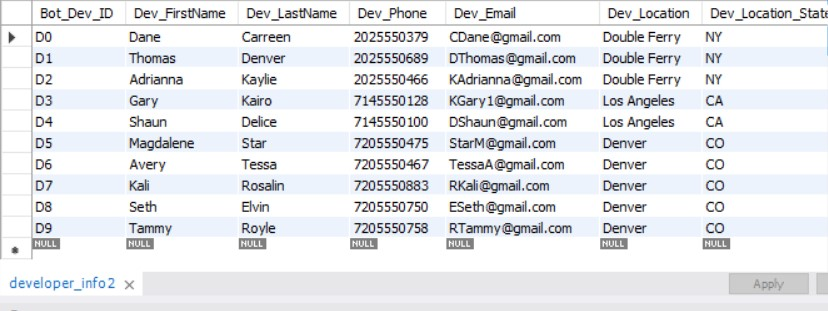 Bot_Dev_ID Dev_FirstName Dev_LastName Dev_Phone Dev_Email Dev_Location Dev_Location_State
D0 Dane Carreen 2025550379 CDane@gmail.com Double Ferry NY
D1 Thomas Denver 2025550689 DThomas@gmail.com Double Ferry NY
D2 Adrianna Kaylie 2025550466 KAdrianna@gmail.com Double Ferry NY
D3 Gary Kairo 7145550128 KGary1@gmail.com Los Angeles CA
D4 Shaun Delice 7145550100 DShaun@gmail.com Los Angeles CA
D5 Magdalene Star 7205550475 StarM@gmail.com Denver CO
D6 Avery Tessa 7205550467 TessaA@gmail.com Denver CO
D7 Kali Rosalin 7205550883 RKali@gmail.com Denver CO
D8 Seth Elvin 7205550750 ESeth@gmail.com Denver CO
D9 Tammy Royle 7205550758 RTammy@gmail.com Denver CO
NULL NULL NULL NULL NULL NULL NULL
developer_info2 Apply